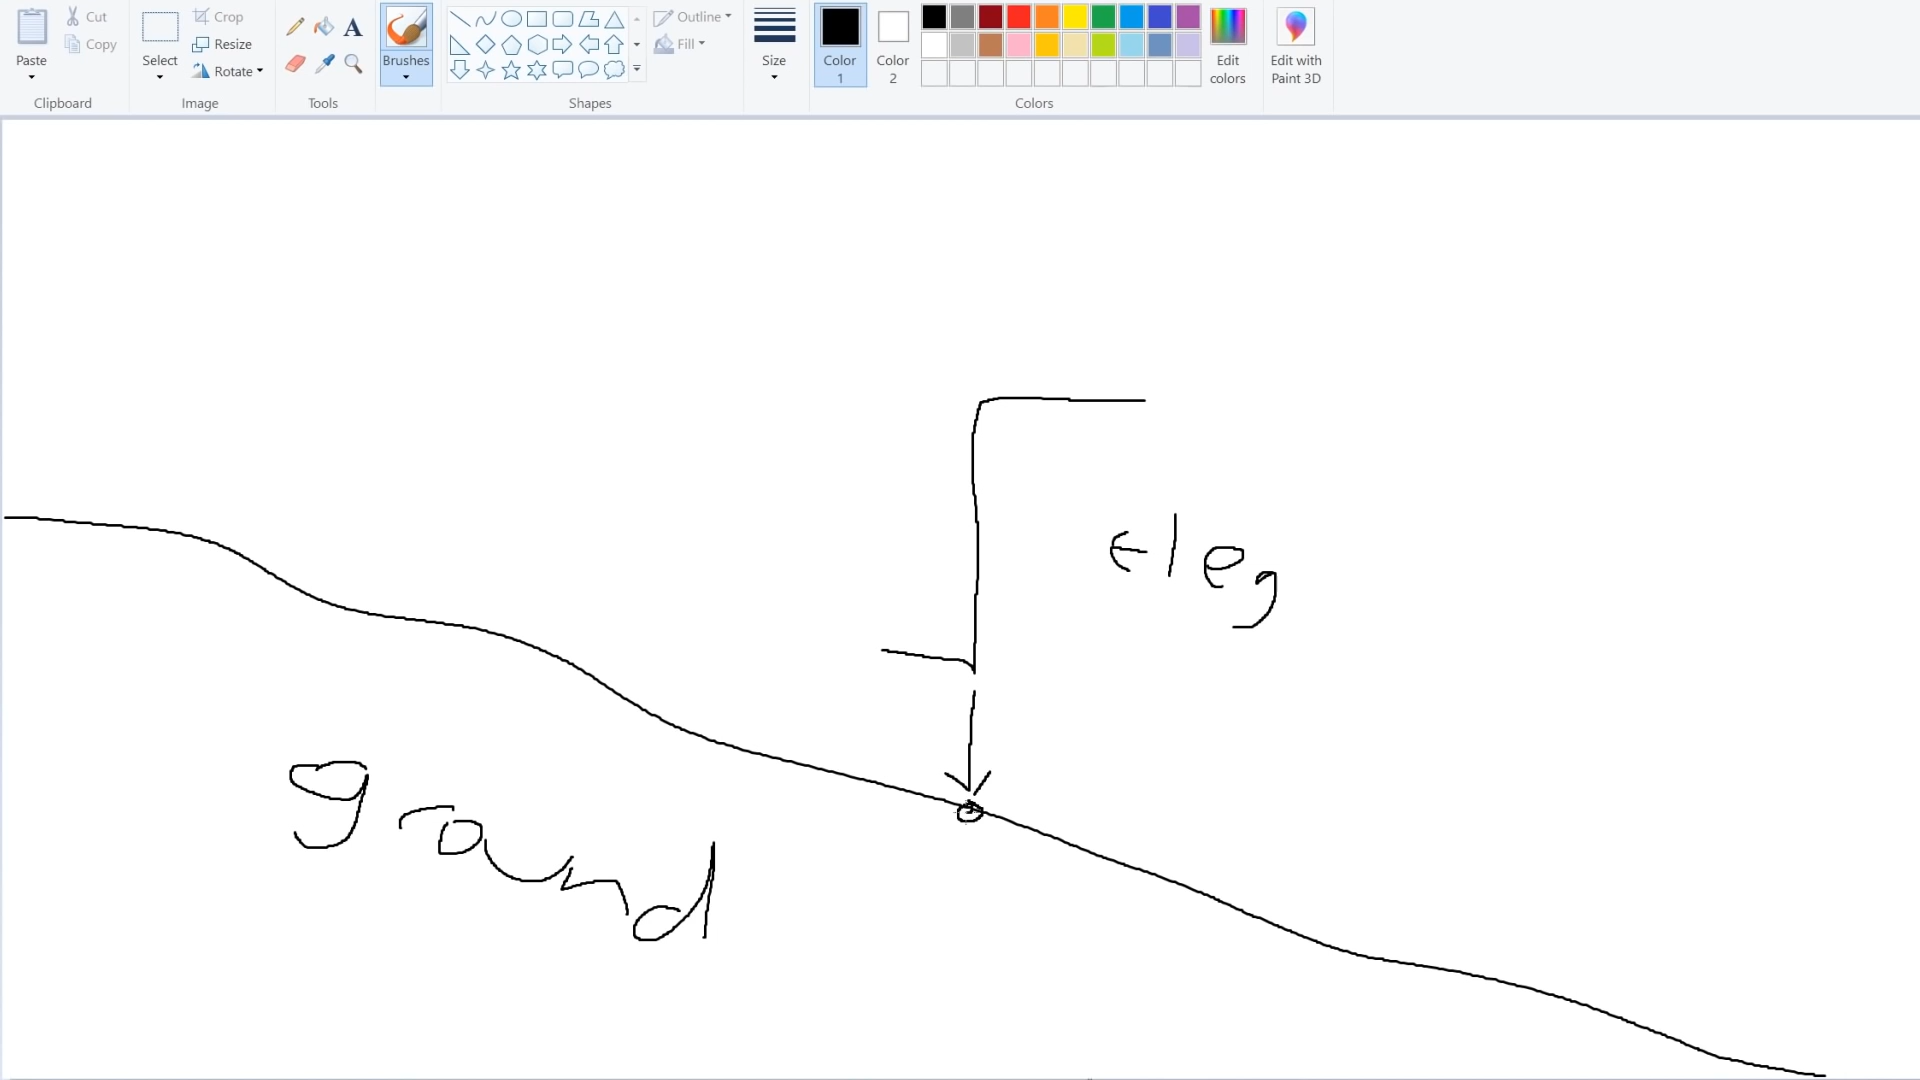 Paste
Cut
Copy
Clipboard
Select
Crop
Resize
Rotate
Image
Tools
Brushes
Shapes
Outline
Fill
Size
Color 1
Color 2
Colors
Edit colors
Edit with Paint 3D
leg
ground